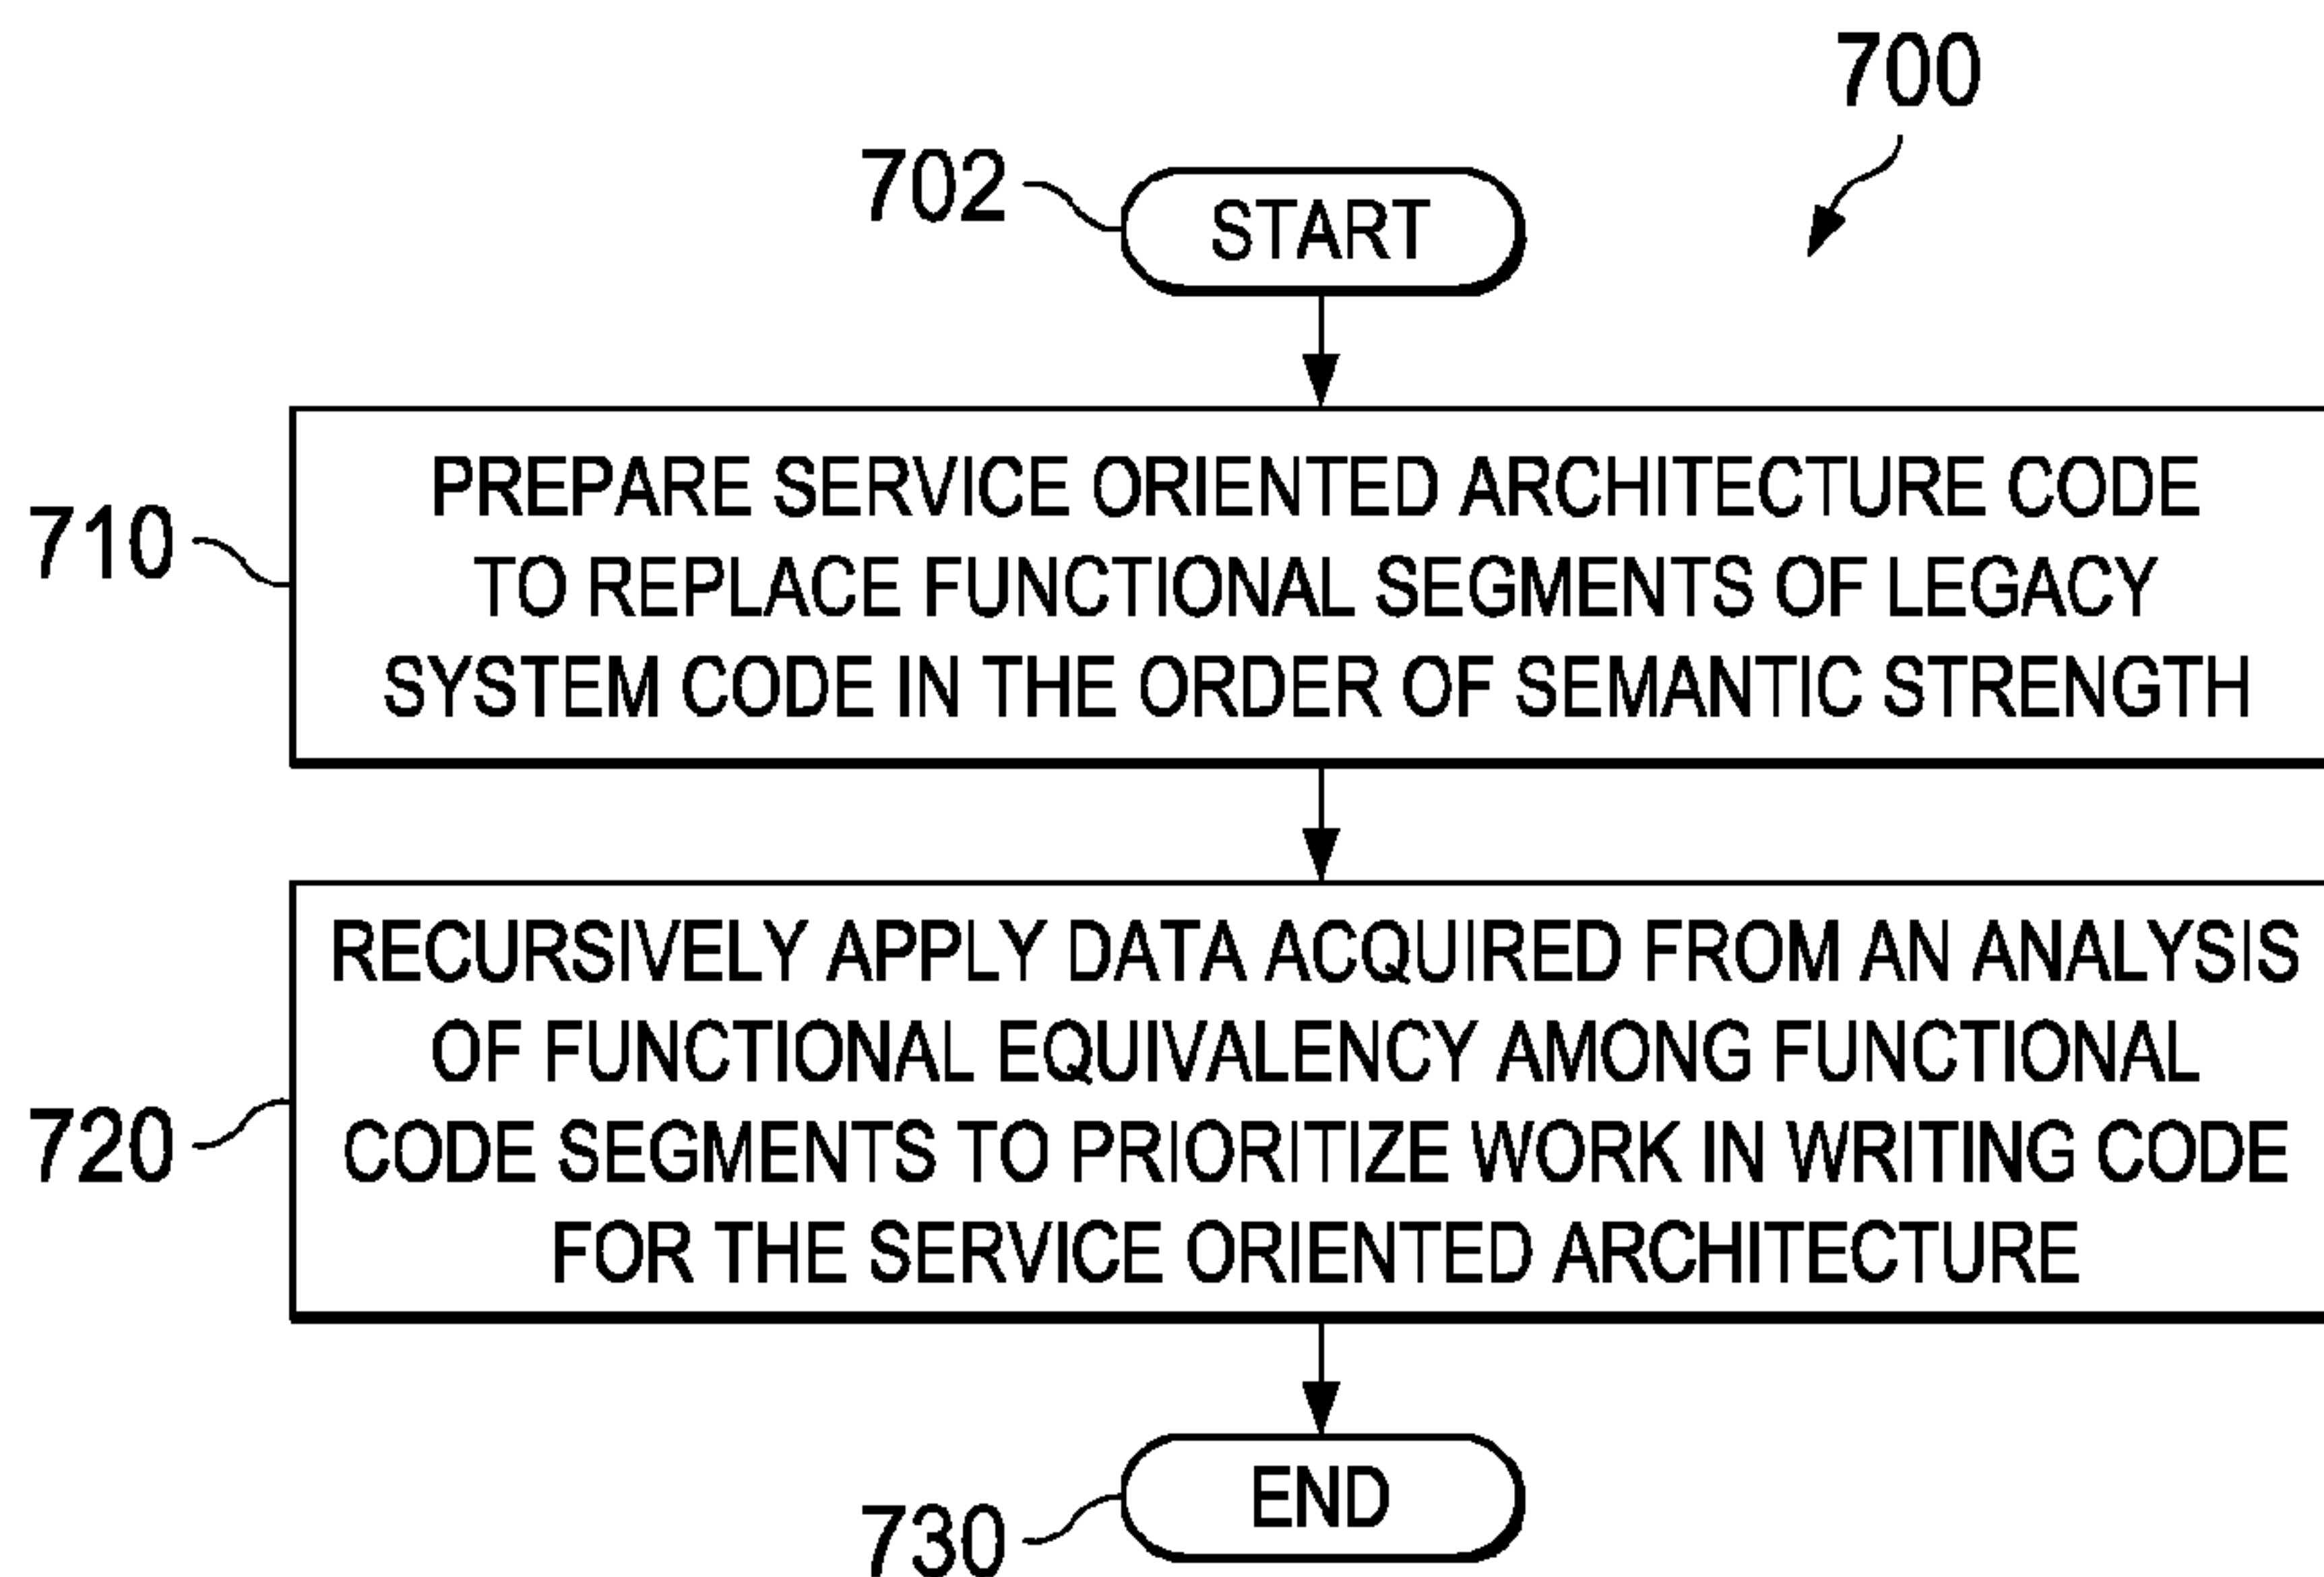 700
702
START
PREPARE SERVICE ORIENTED ARCHITECTURE CODE
TO REPLACE FUNCTIONAL SEGMENTS OF LEGACY
SYSTEM CODE IN THE ORDER OF SEMANTIC STRENGTH
710
RECURSIVELY APPLY DATA ACQUIRED FROM AN ANALYSIS
OF FUNCTIONAL EQUIVALENCY AMONG FUNCTIONAL
CODE SEGMENTS TO PRIORITIZE WORK IN WRITING CODE
FOR THE SERVICE ORIENTED ARCHITECTURE
720
END
730